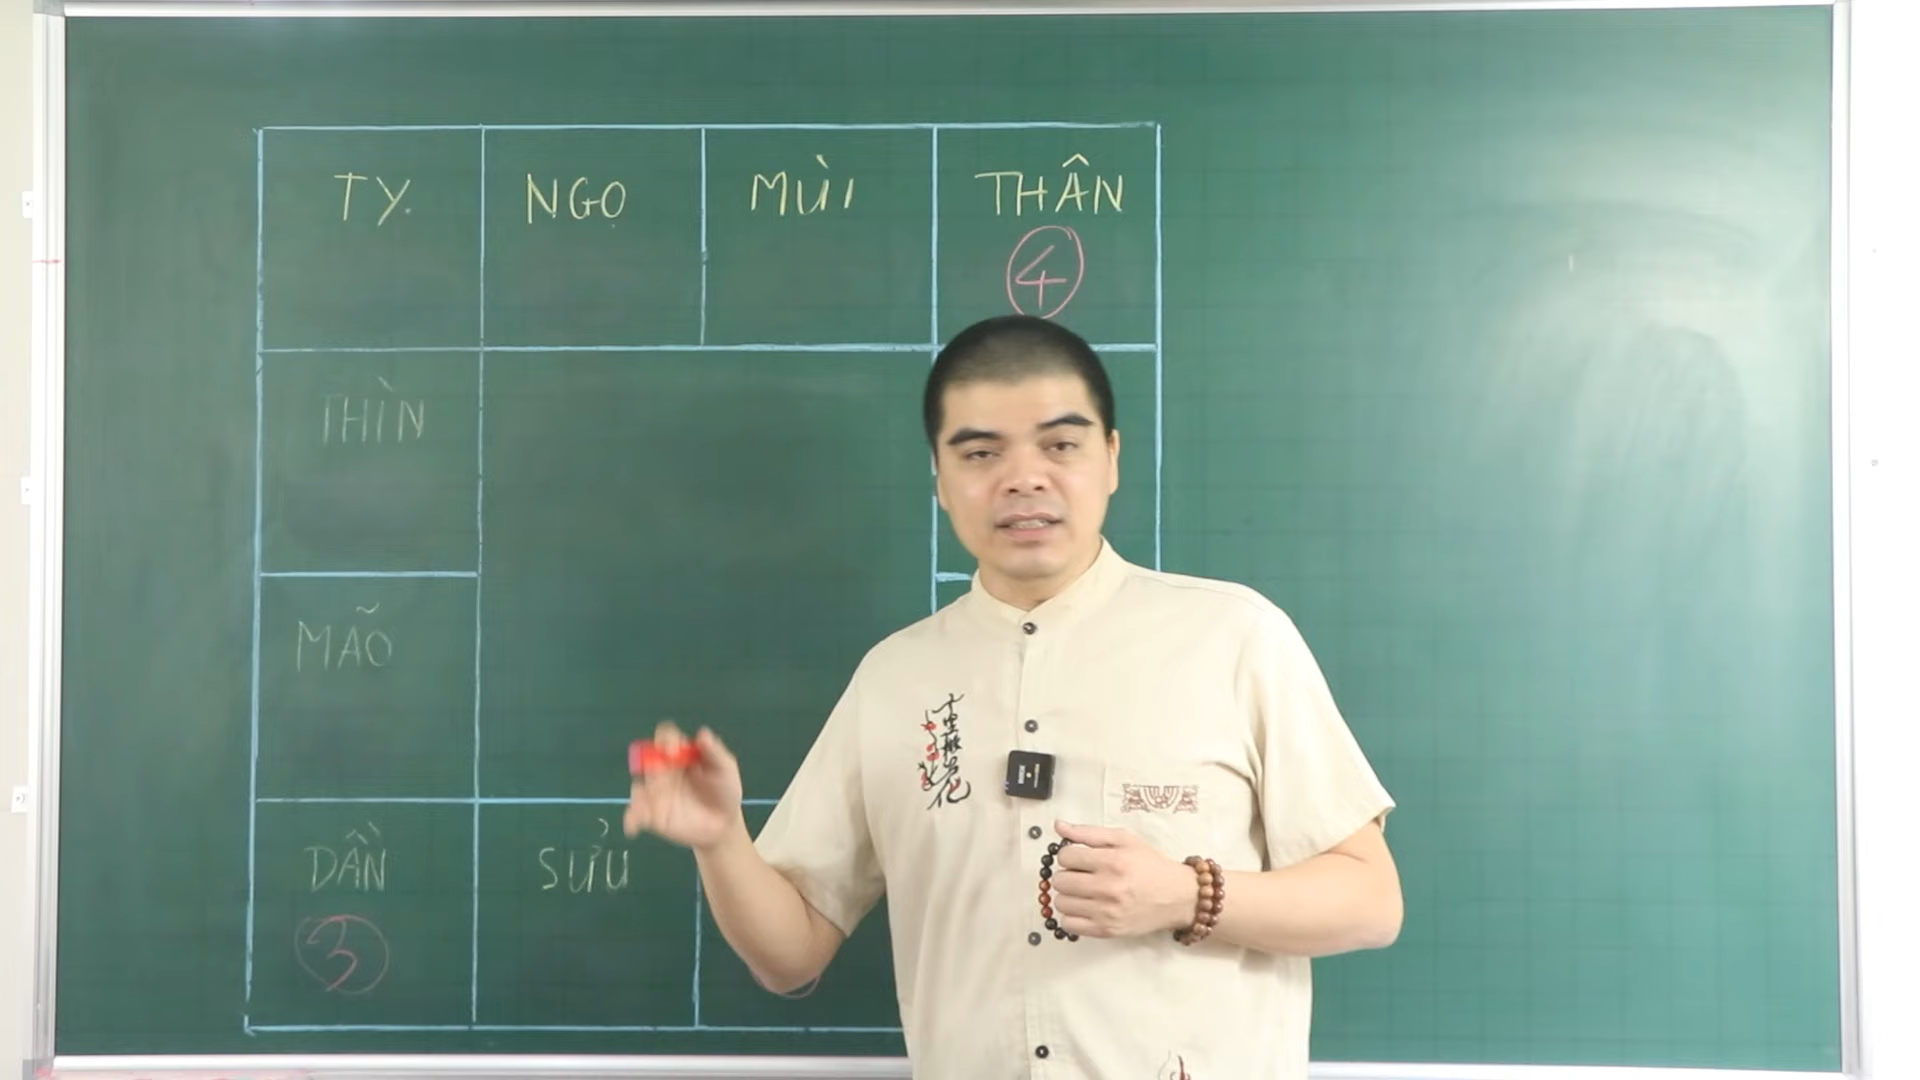 TỴ NGỌ MÙI THÂN
④
THÌN
MÃO
DẦN SỬU
③